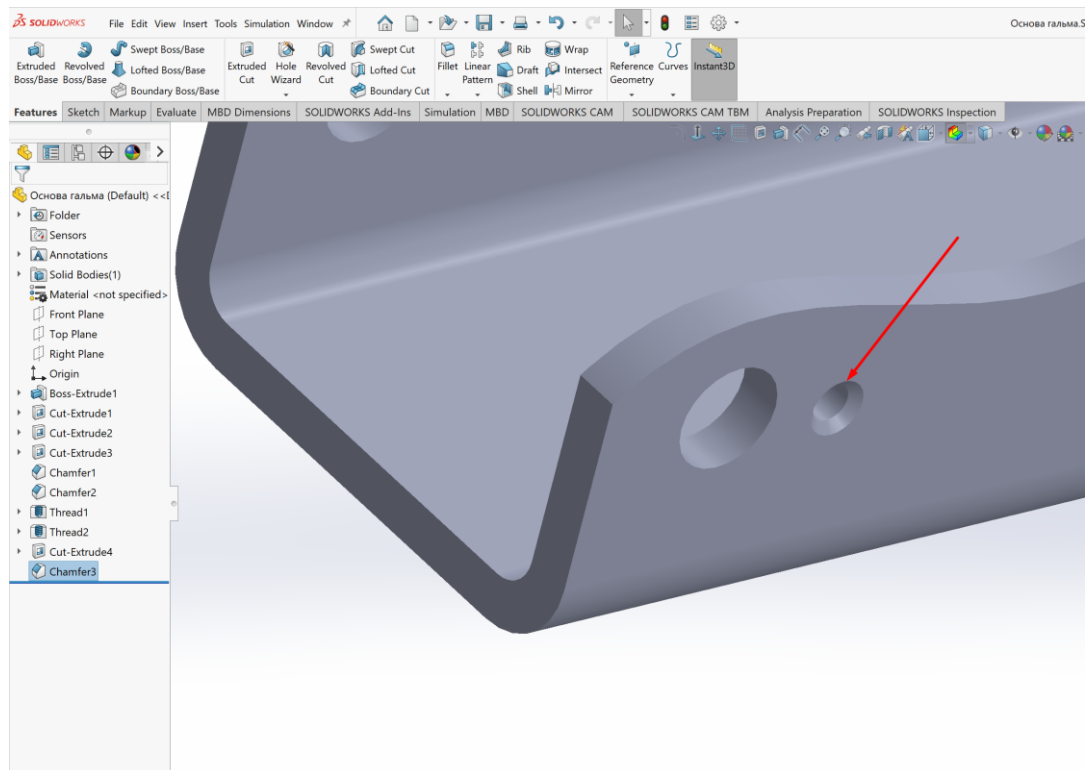 SOLIDWORKS File Edit View Insert Tools Simulation Window Основа гальма.S
Extruded Boss/Base
Revolved Boss/Base
Swept Boss/Base
Lofted Boss/Base
Boundary Boss/Base
Extruded Cut
Hole Wizard
Revolved Cut
Swept Cut
Lofted Cut
Boundary Cut
Fillet
Linear Pattern
Rib
Draft
Shell
Wrap
Intersect
Mirror
Reference Geometry
Curves
Instant3D
Features Sketch Markup Evaluate MBD Dimensions SOLIDWORKS Add-Ins Simulation MBD SOLIDWORKS CAM SOLIDWORKS CAM TBM Analysis Preparation SOLIDWORKS Inspection
Основа гальма (Default) <<D
Folder
Sensors
Annotations
Solid Bodies(1)
Material <not specified>
Front Plane
Top Plane
Right Plane
Origin
Boss-Extrude1
Cut-Extrude1
Cut-Extrude2
Cut-Extrude3
Chamfer1
Chamfer2
Thread1
Thread2
Cut-Extrude4
Chamfer3